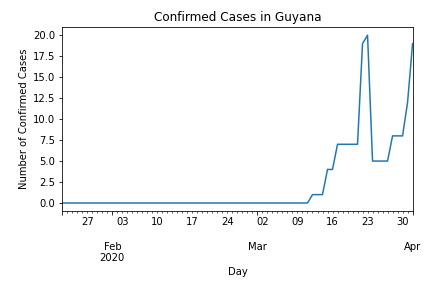 Confirmed Cases in Guyana
Number of Confirmed Cases
20.0
17.5
15.0
12.5
10.0
7.5
5.0
2.5
0.0
27 03 10 17 24 02 09 16 23 30
Feb Mar Apr
2020
Day